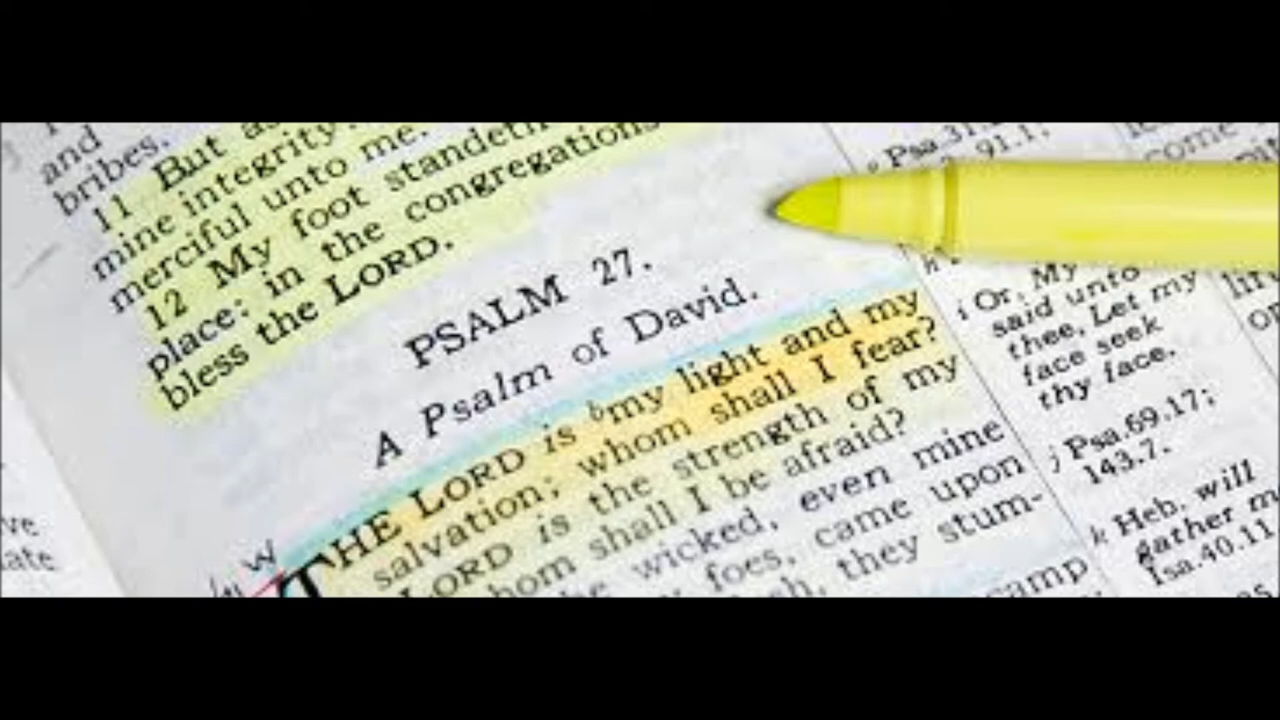 and
bribes.
11 But as
mine integrity:
merciful unto me.
12 My foot standeth
place: in the congregations
bless the LORD.
PSALM 27.
A Psalm of David.
THE LORD is b my light and my
salvation; whom shall I fear?
LORD is the strength of my
whom shall I be afraid?
wicked, even mine
foes, came upon
they stum-
camp
Psa.31
91.1.
i Or, My
said unto
thee, Let my
face seek
thy face.
j Psa.69.17;
143.7.
k Heb. will
gather m
Isa.40.11
come
ve
ate